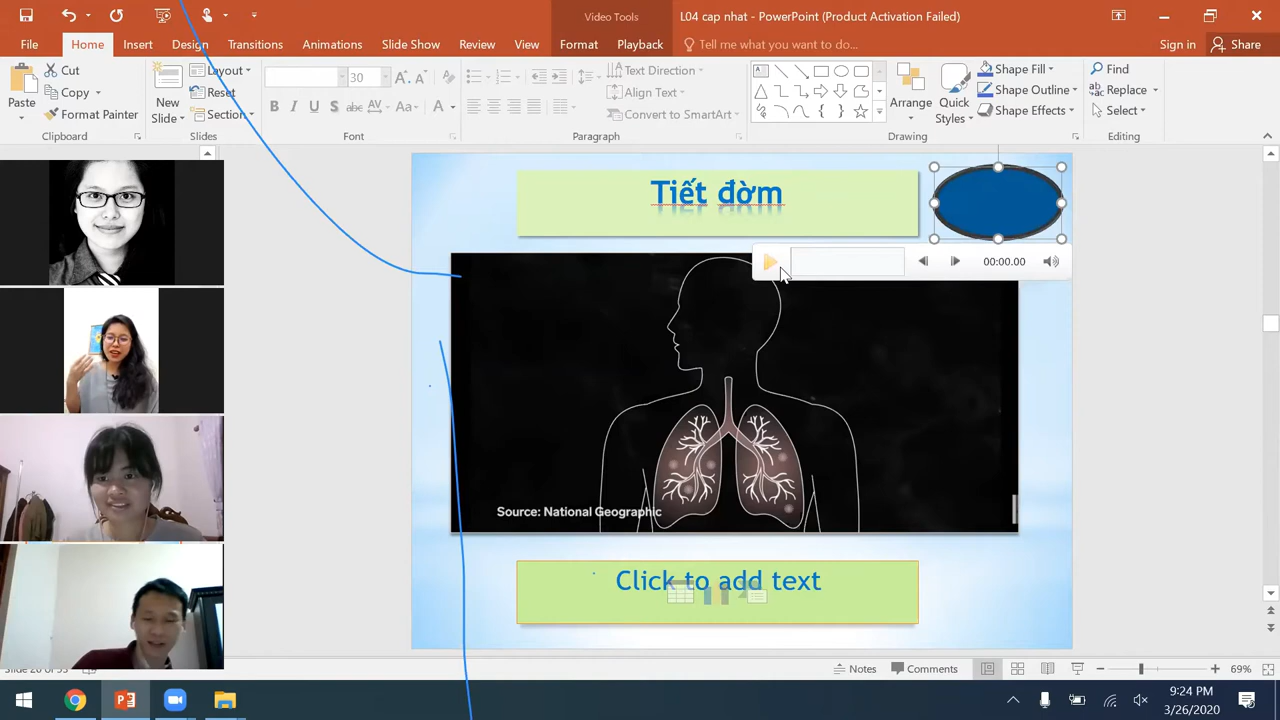 Video Tools
L04 cap nhat - PowerPoint (Product Activation Failed)
File
Home
Insert
Design
Transitions
Animations
Slide Show
Review
View
Format
Playback
Tell me what you want to do...
Sign in
Share
Paste
Cut
Copy
Format Painter
Clipboard
New Slide
Layout
Reset
Section
Slides
30
B I U S abc AV Aa A
Font
Text Direction
Align Text
Convert to SmartArt
Paragraph
Arrange
Quick Styles
Shape Fill
Shape Outline
Shape Effects
Drawing
Find
Replace
Select
Editing
Tiết đờm
00:00.00
Source: National Geographic
Click to add text
Notes
Comments
69%
9:24 PM
3/26/2020